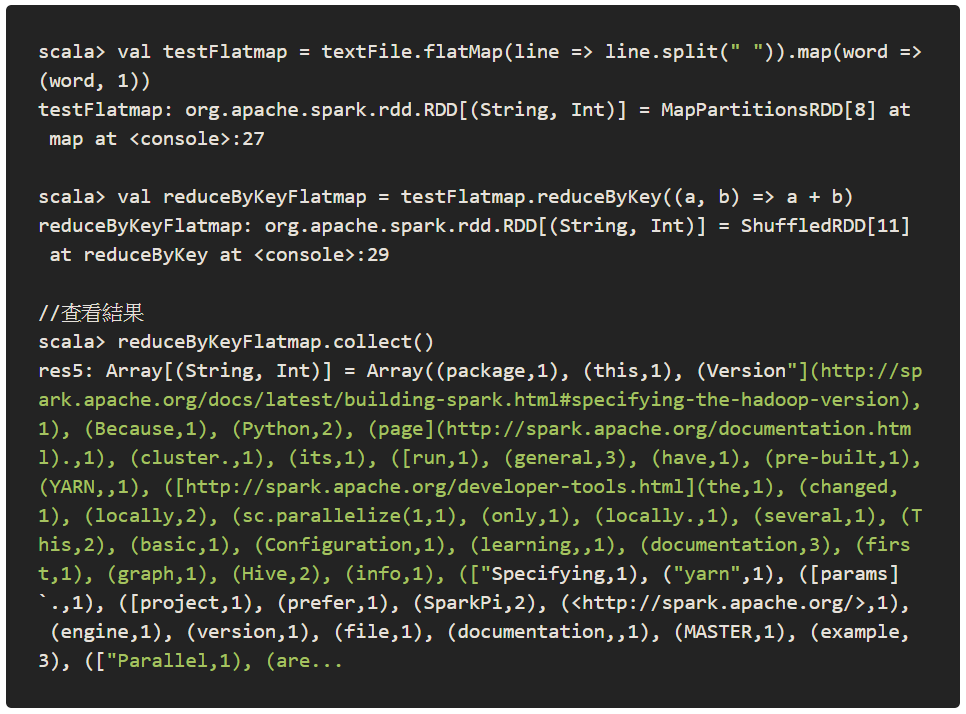 scala> val testFlatmap = textFile.flatMap(line => line.split(" ")).map(word =>
(word, 1))
testFlatmap: org.apache.spark.rdd.RDD[(String, Int)] = MapPartitionsRDD[8] at
map at <console>:27
scala> val reduceByKeyFlatmap = testFlatmap.reduceByKey((a, b) => a + b)
reduceByKeyFlatmap: org.apache.spark.rdd.RDD[(String, Int)] = ShuffledRDD[11]
at reduceByKey at <console>:29
//查看結果
scala> reduceByKeyFlatmap.collect()
res5: Array[(String, Int)] = Array((package,1), (this,1), (Version"](http://sp
ark.apache.org/docs/latest/building-spark.html#specifying-the-hadoop-version),
1), (Because,1), (Python,2), (page](http://spark.apache.org/documentation.htm
l).,1), (cluster.,1), (its,1), ([run,1), (general,3), (have,1), (pre-built,1),
(YARN,,1), ([http://spark.apache.org/developer-tools.html](the,1), (changed,
1), (locally,2), (sc.parallelize(1,1), (only,1), (locally.,1), (several,1), (T
his,2), (basic,1), (Configuration,1), (learning,,1), (documentation,3), (firs
t,1), (graph,1), (Hive,2), (info,1), (["Specifying,1), ("yarn",1), ([params]
`.,1), ([project,1), (prefer,1), (SparkPi,2), (<http://spark.apache.org/>,1),
(engine,1), (version,1), (file,1), (documentation,,1), (MASTER,1), (example,
3), (["Parallel,1), (are...